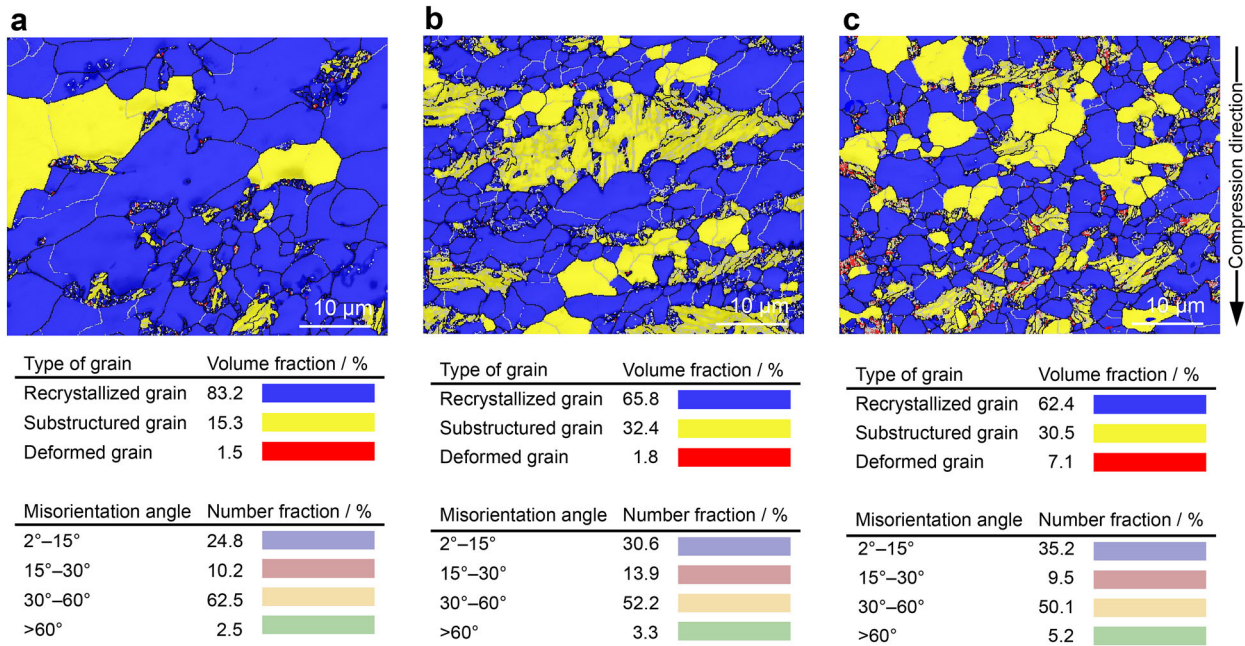 a
b
c
Compression direction
10 µm
10 µm
10 µm
Type of grain Volume fraction / %
Recrystallized grain 83.2
Substructured grain 15.3
Deformed grain 1.5
Misorientation angle Number fraction / %
2°–15° 24.8
15°–30° 10.2
30°–60° 62.5
>60° 2.5
Type of grain Volume fraction / %
Recrystallized grain 65.8
Substructured grain 32.4
Deformed grain 1.8
Misorientation angle Number fraction / %
2°–15° 30.6
15°–30° 13.9
30°–60° 52.2
>60° 3.3
Type of grain Volume fraction / %
Recrystallized grain 62.4
Substructured grain 30.5
Deformed grain 7.1
Misorientation angle Number fraction / %
2°–15° 35.2
15°–30° 9.5
30°–60° 50.1
>60° 5.2